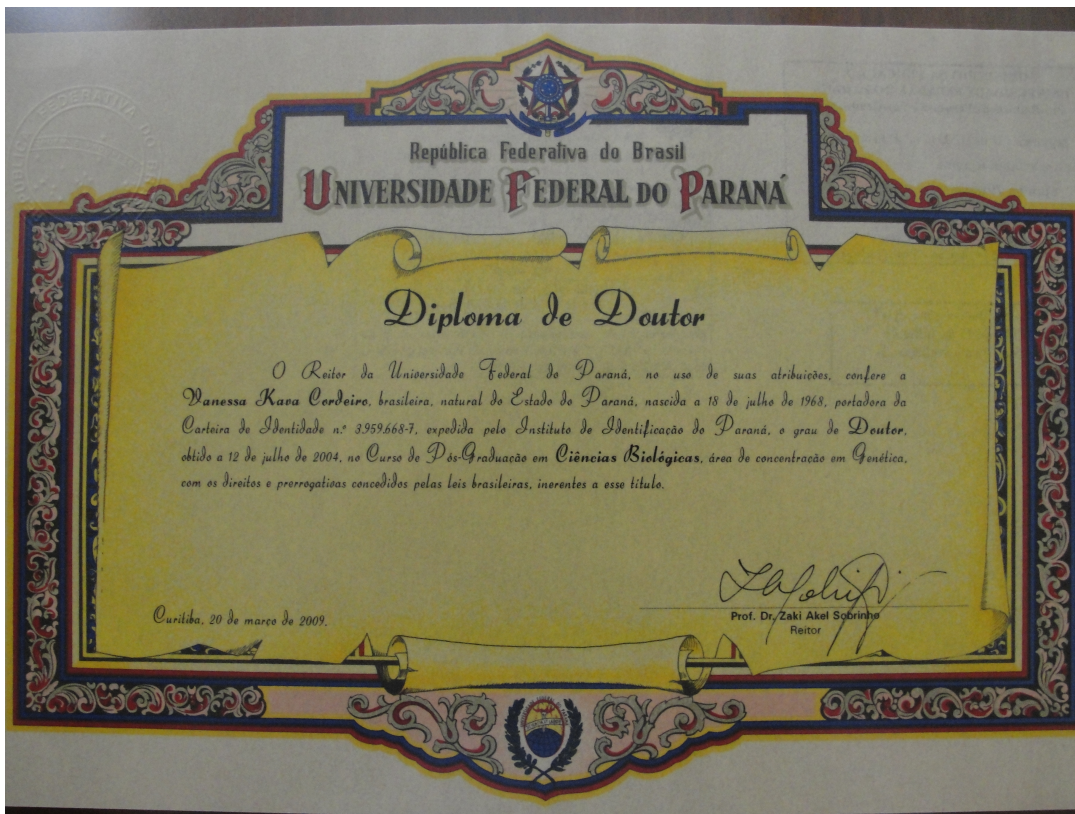 República Federativa do Brasil
UNIVERSIDADE FEDERAL DO PARANÁ
Diploma de Doutor
O Reitor da Universidade Federal do Paraná, no uso de suas atribuições, confere a
Vanessa Kava Cordeiro, brasileira, natural do Estado do Paraná, nascida a 18 de julho de 1968, portadora da
Carteira de Identidade n.º 3.959.668-7, expedida pelo Instituto de Identificação do Paraná, o grau de Doutor,
obtido a 12 de julho de 2004, no Curso de Pós-Graduação em Ciências Biológicas, área de concentração em Genética,
com os direitos e prerrogativas concedidos pelas leis brasileiras, inerentes a esse título.
Curitiba, 20 de março de 2009.
Prof. Dr. Zaki Akel Sobrinho
Reitor